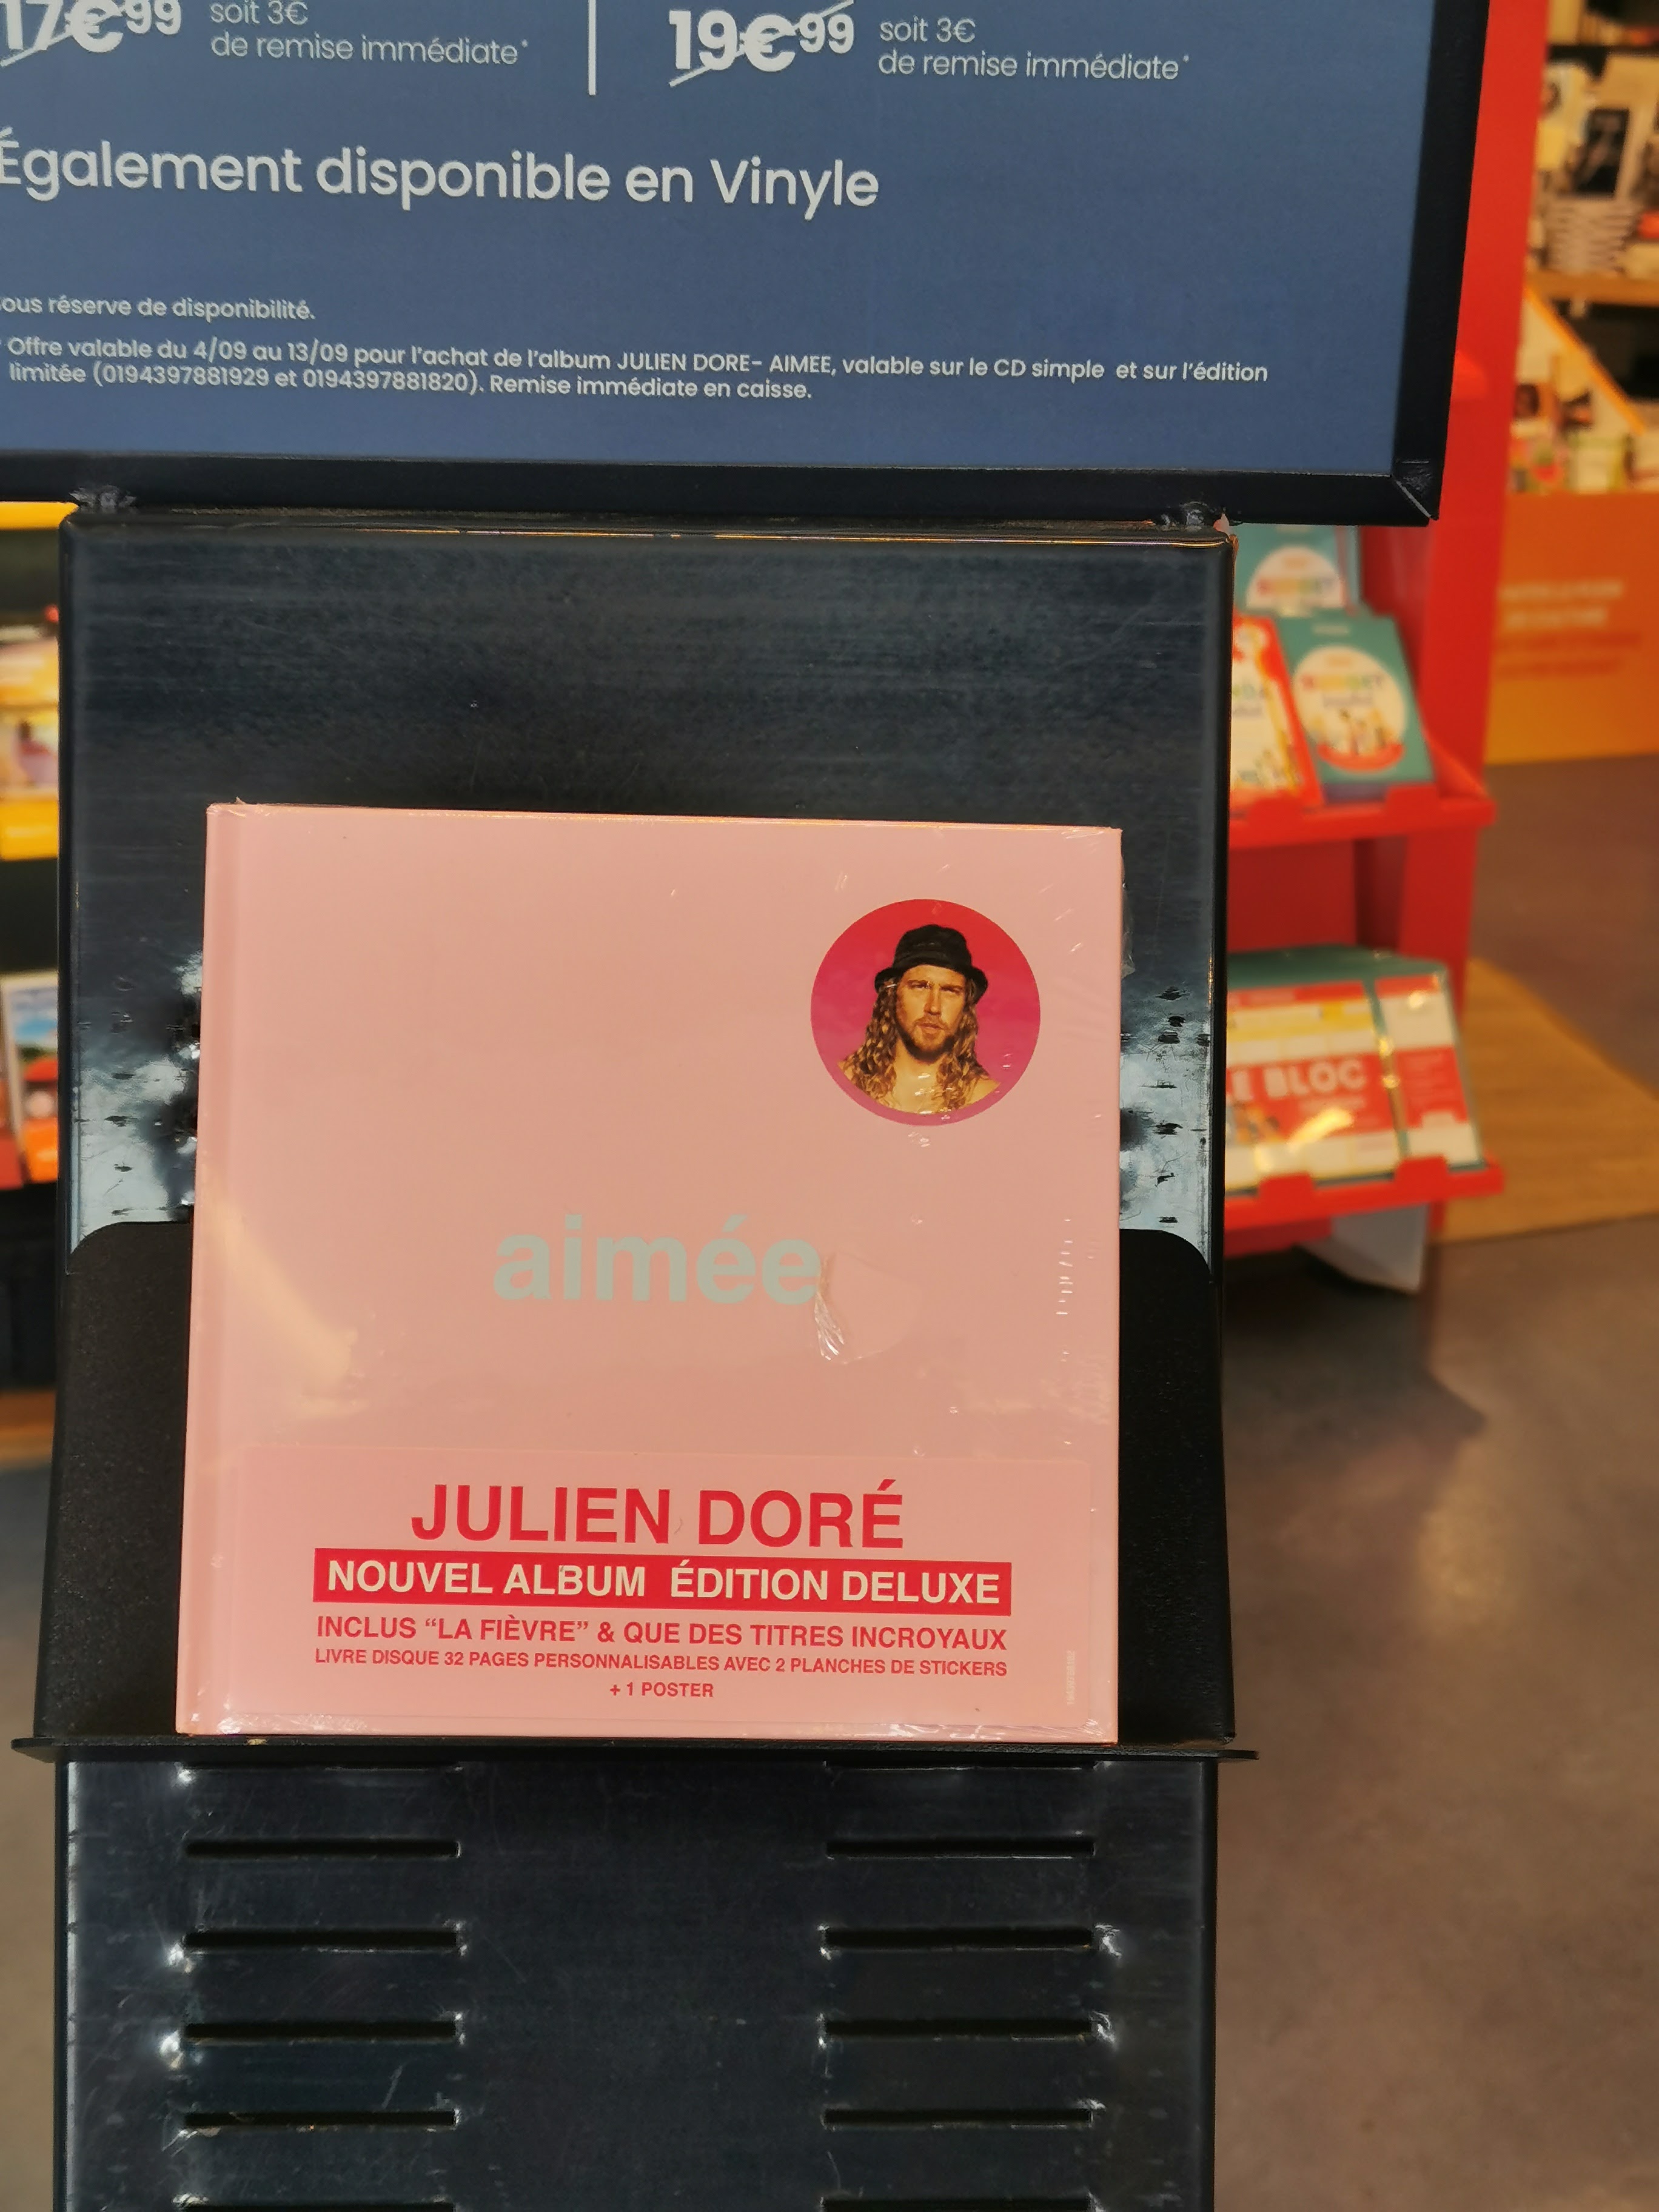 17€99 soit 3€
de remise immédiate*
19€99 soit 3€
de remise immédiate*
Également disponible en Vinyle
ous réserve de disponibilité.
* Offre valable du 4/09 au 13/09 pour l'achat de l'album JULIEN DORE- AIMEE, valable sur le CD simple et sur l'édition
limitée (0194397881929 et 0194397881820). Remise immédiate en caisse.
aimée
JULIEN DORÉ
NOUVEL ALBUM ÉDITION DELUXE
INCLUS “LA FIÈVRE” & QUE DES TITRES INCROYAUX
LIVRE DISQUE 32 PAGES PERSONNALISABLES AVEC 2 PLANCHES DE STICKERS
+ 1 POSTER
BLOC